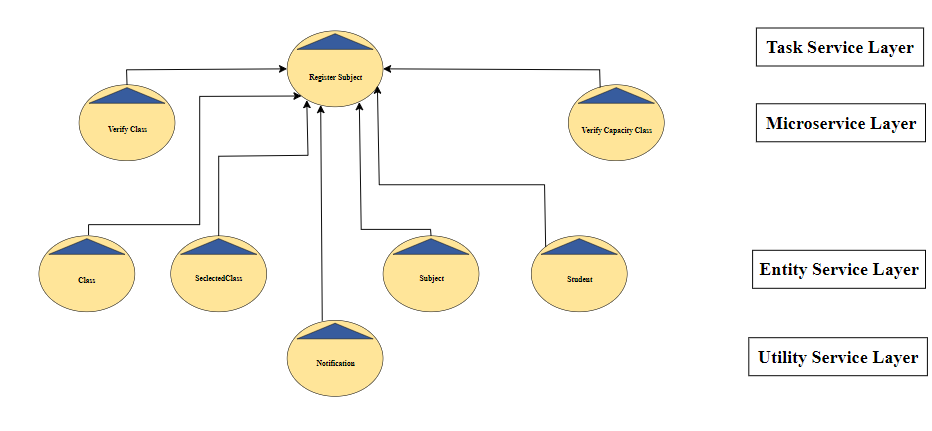 Task Service Layer
Register Subject
Verify Class
Verify Capacity Class
Microservice Layer
Class
SeclectedClass
Subject
Student
Entity Service Layer
Notification
Utility Service Layer